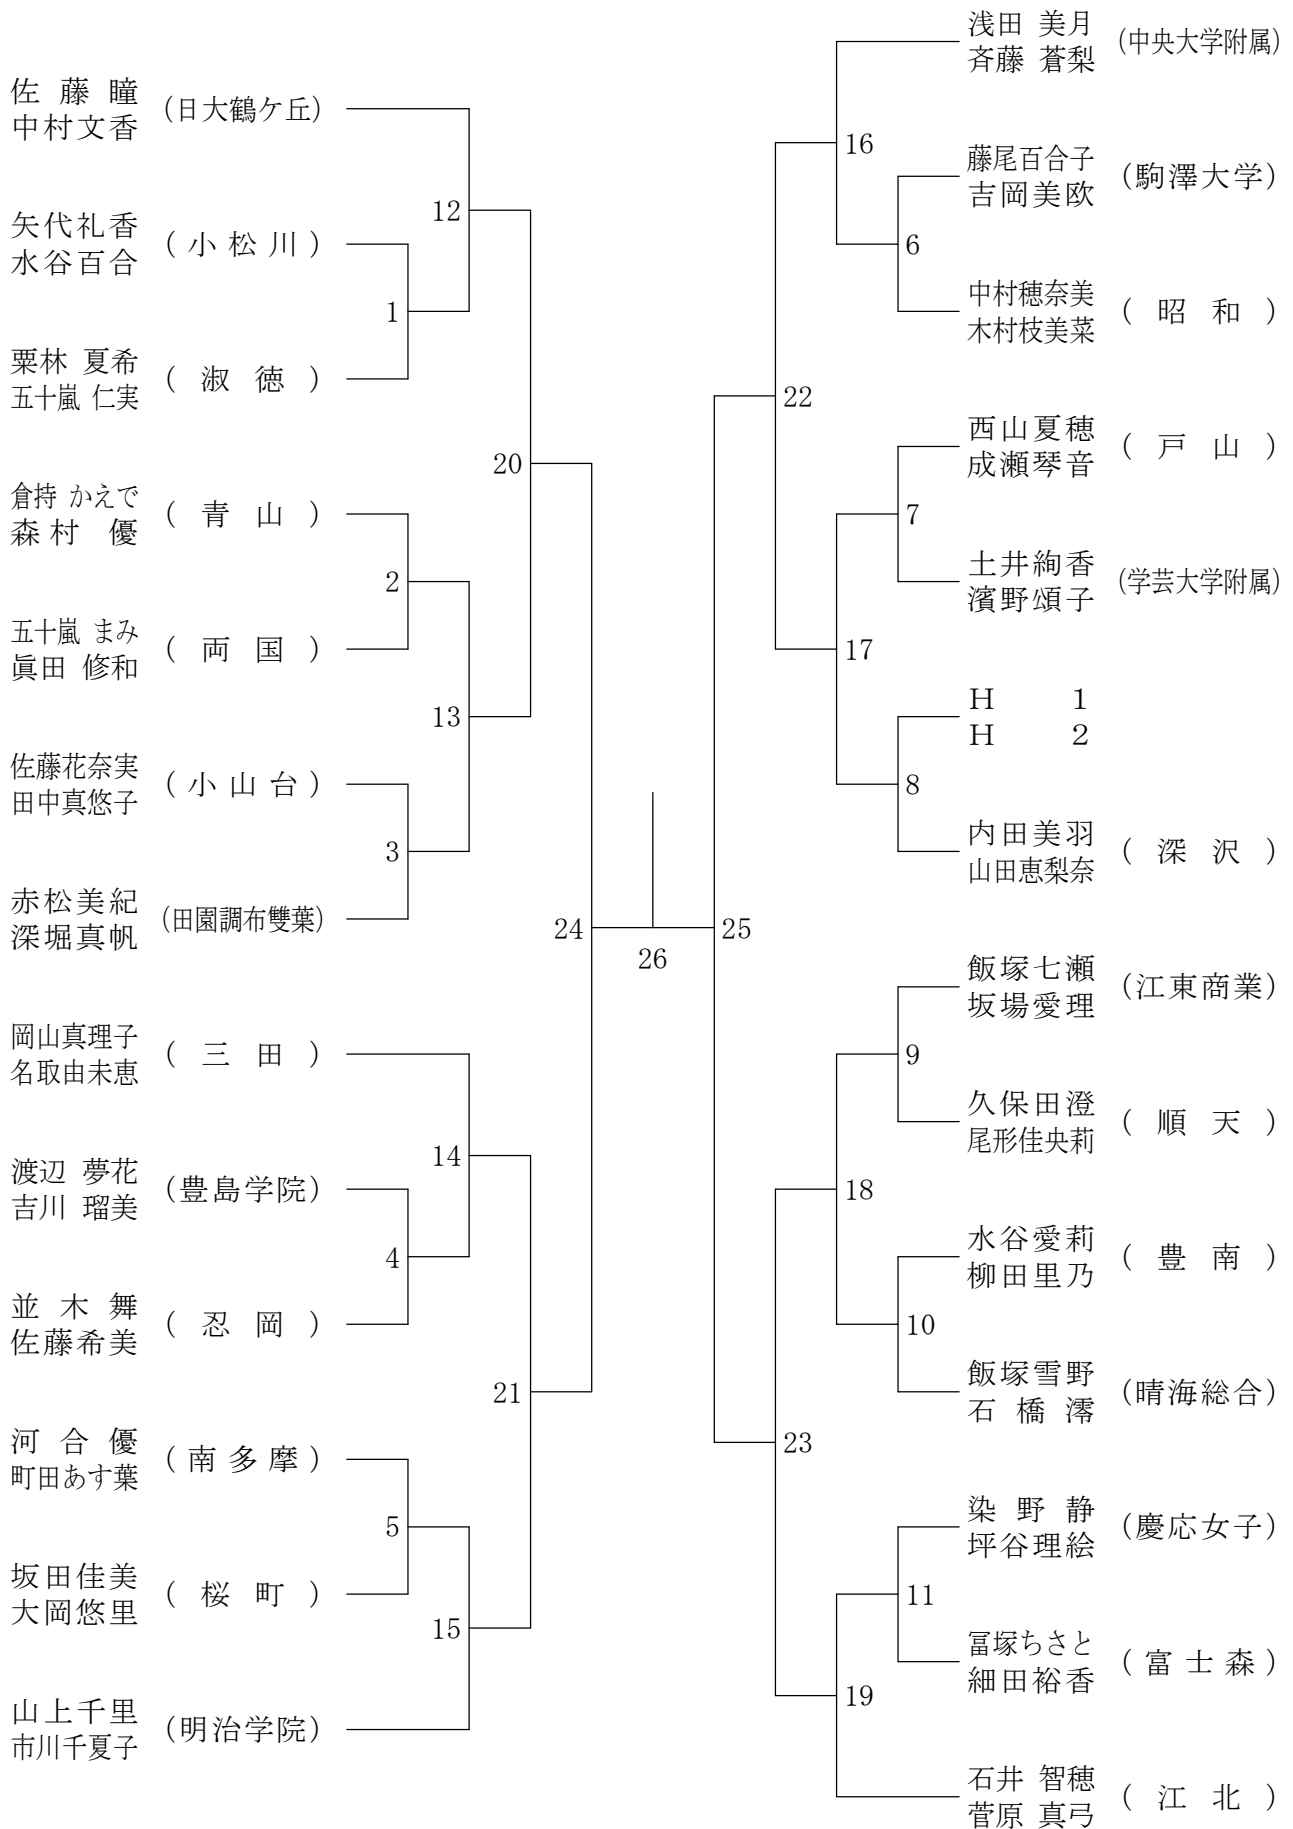 佐藤瞳
中村文香
(日大鶴ケ丘)
矢代礼香
水谷百合
(小松川)
粟林 夏希
五十嵐 仁実
(淑徳)
倉持 かえで
森村 優
(青山)
五十嵐 まみ
眞田 修和
(両国)
佐藤花奈実
田中真悠子
(小山台)
赤松美紀
深堀真帆
(田園調布雙葉)
岡山真理子
名取由未恵
(三田)
渡辺 夢花
吉川 瑠美
(豊島学院)
並木舞
佐藤希美
(忍岡)
河合優
町田あす葉
(南多摩)
坂田佳美
大岡悠里
(桜町)
山上千里
市川千夏子
(明治学院)
1
2
3
4
5
12
13
14
15
20
21
24
26
25
22
23
16
17
18
19
6
7
8
9
10
11
浅田 美月
斉藤 蒼梨
(中央大学附属)
藤尾百合子
吉岡美欧
(駒澤大学)
中村穂奈美
木村枝美菜
(昭和)
西山夏穂
成瀬琴音
(戸山)
土井絢香
濱野頌子
(学芸大学附属)
H 1
H 2
内田美羽
山田恵梨奈
(深沢)
飯塚七瀬
坂場愛理
(江東商業)
久保田澄
尾形佳央莉
(順天)
水谷愛莉
柳田里乃
(豊南)
飯塚雪野
石橋澪
(晴海総合)
染野静
坪谷理絵
(慶応女子)
冨塚ちさと
細田裕香
(富士森)
石井 智穂
菅原 真弓
(江北)